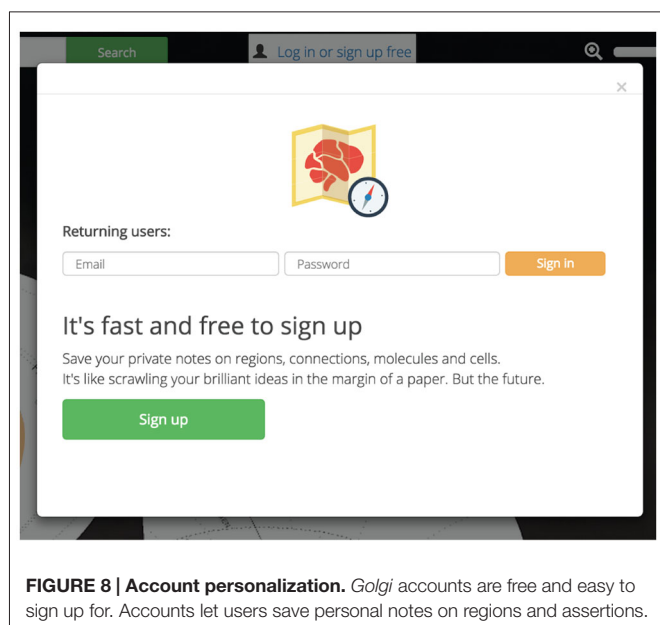 Search
Log in or sign up free
×
Returning users:
Email Password Sign in
It's fast and free to sign up
Save your private notes on regions, connections, molecules and cells.
It's like scrawling your brilliant ideas in the margin of a paper. But the future.
Sign up
FIGURE 8 | Account personalization. Golgi accounts are free and easy to
sign up for. Accounts let users save personal notes on regions and assertions.